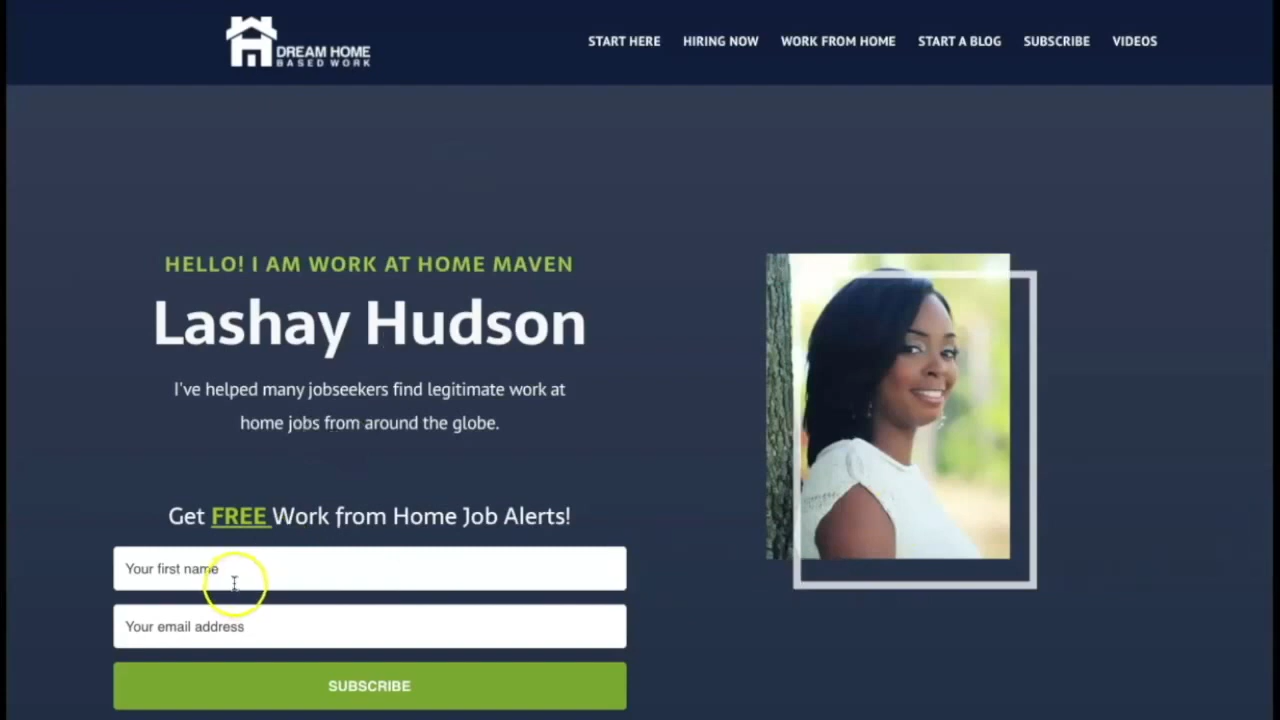 DREAM HOME
BASED WORK
START HERE
HIRING NOW
WORK FROM HOME
START A BLOG
SUBSCRIBE
VIDEOS
HELLO! I AM WORK AT HOME MAVEN
Lashay Hudson
I've helped many jobseekers find legitimate work at
home jobs from around the globe.
Get FREE Work from Home Job Alerts!
Your first name
Your email address
SUBSCRIBE